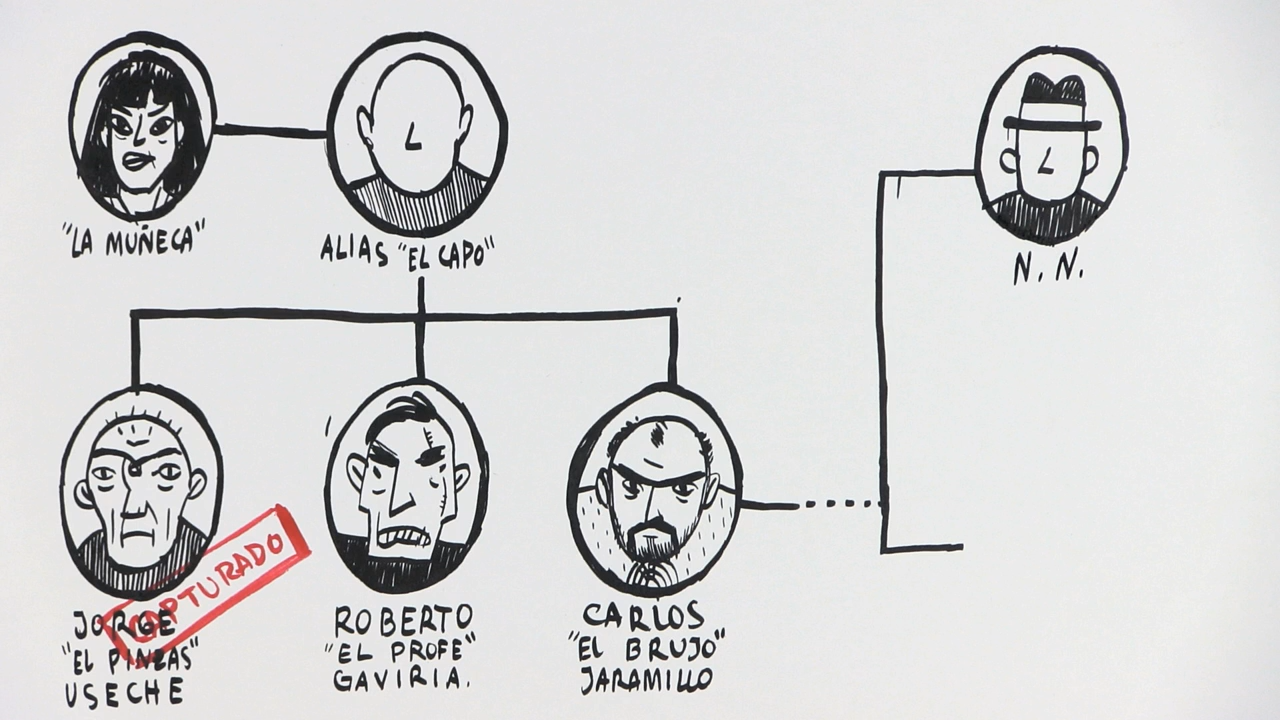 "LA MUÑECA"
ALIAS "EL CAPO"
N. N.
CAPTURADO
JORGE
"EL PINZAS"
USECHE
ROBERTO
"EL PROFE"
GAVIRIA.
CARLOS
"EL BRUJO"
JARAMILLO